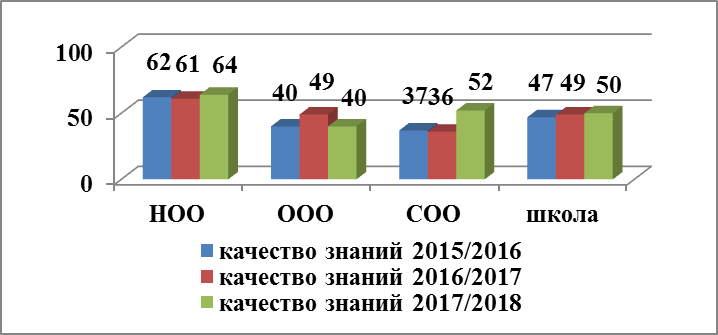 100
62 61 64
40 49 40
3736 52
47 49 50
50
0
НОО ООО СОО школа
качество знаний 2015/2016
качество знаний 2016/2017
качество знаний 2017/2018